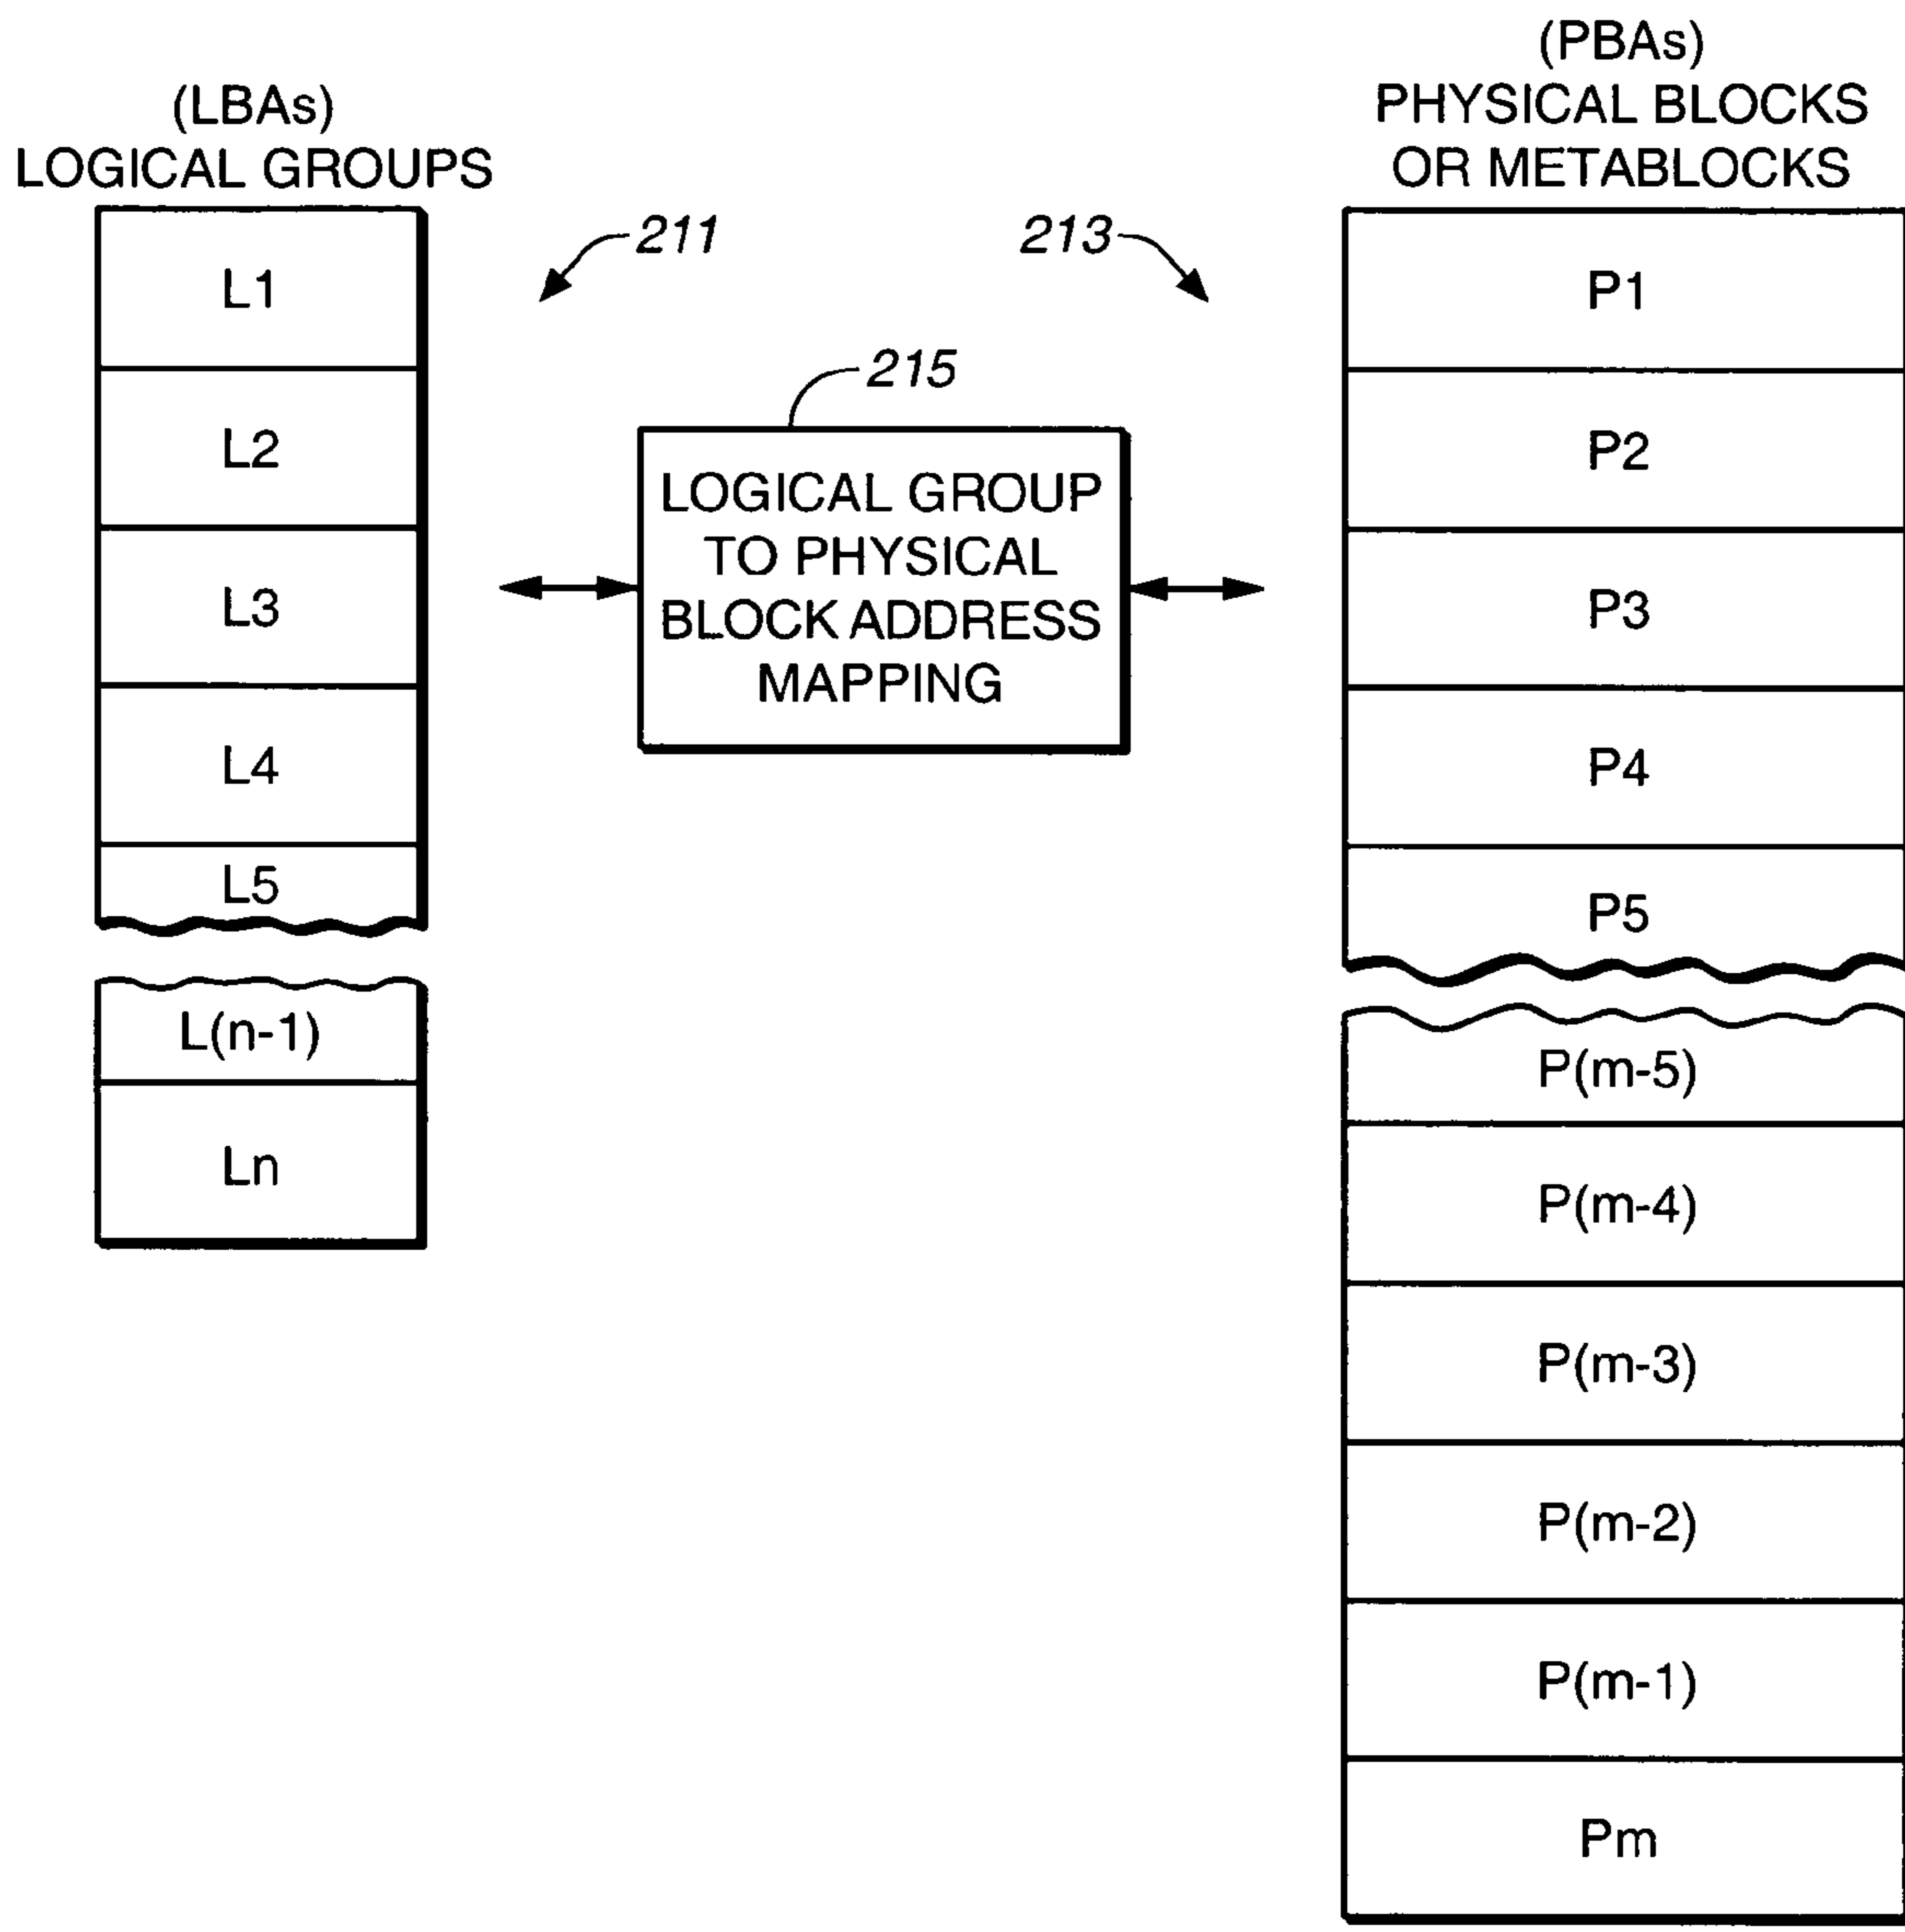 (LBAs)
LOGICAL GROUPS
L1
L2
L3
L4
L5
L(n-1)
Ln
211
213
215
LOGICAL GROUP
TO PHYSICAL
BLOCK ADDRESS
MAPPING
(PBAs)
PHYSICAL BLOCKS
OR METABLOCKS
P1
P2
P3
P4
P5
P(m-5)
P(m-4)
P(m-3)
P(m-2)
P(m-1)
Pm